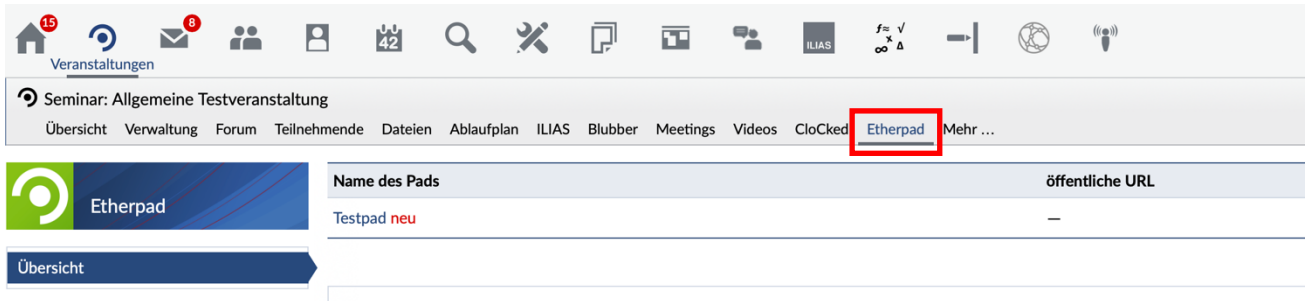 15
8
42
ILIAS
f≈ √
x
∞ Δ
Veranstaltungen
Seminar: Allgemeine Testveranstaltung
Übersicht Verwaltung Forum Teilnehmende Dateien Ablaufplan ILIAS Blubber Meetings Videos CloCked Etherpad Mehr ...
Etherpad
Name des Pads öffentliche URL
Testpad neu —
Übersicht